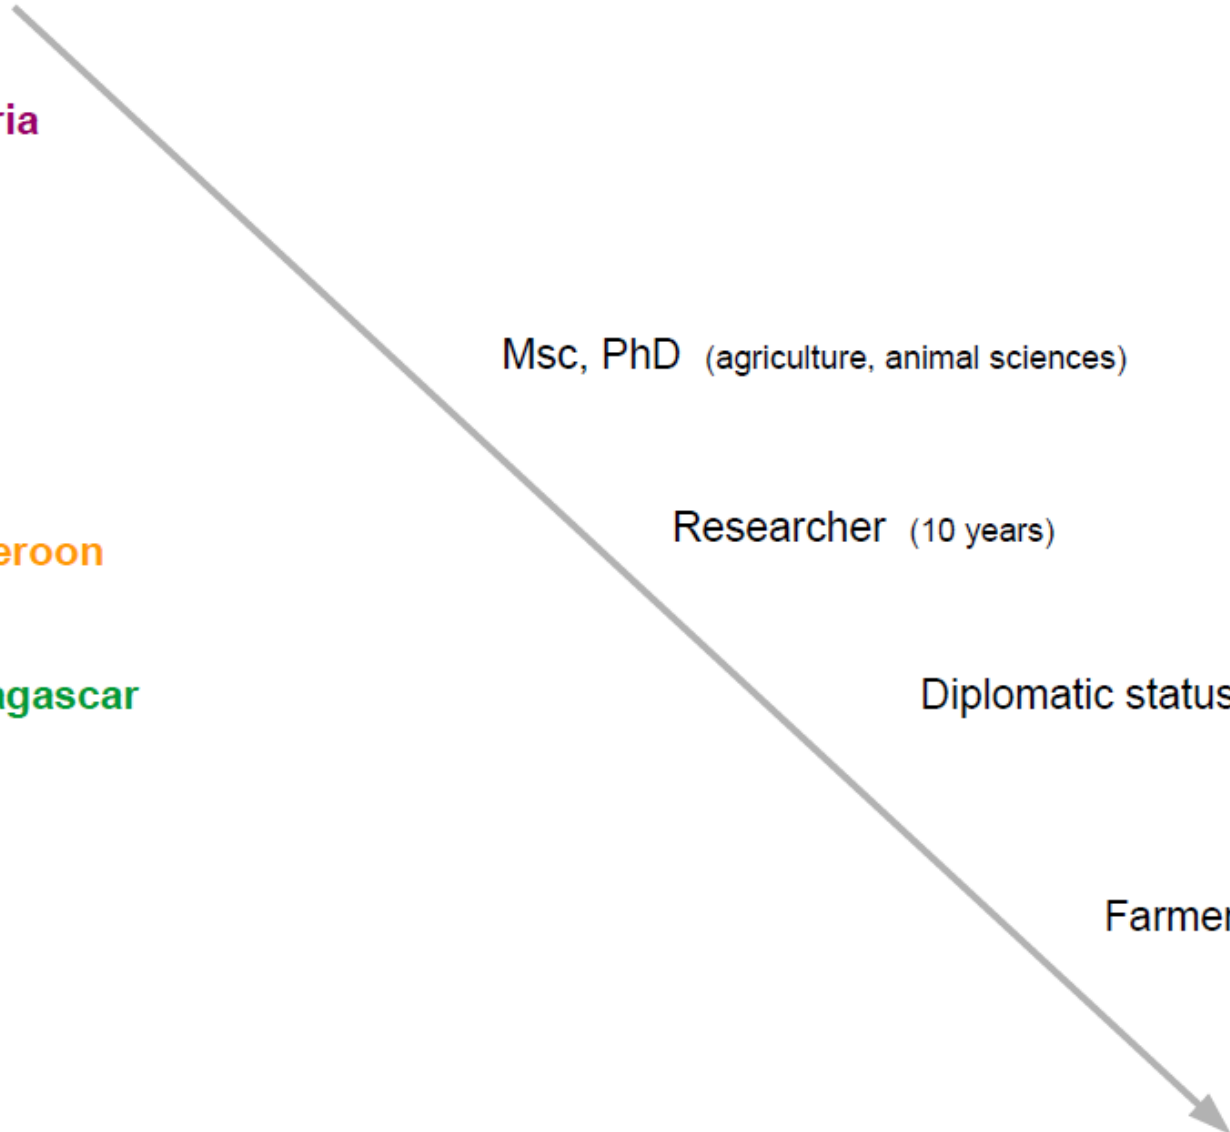 ria
Msc, PhD (agriculture, animal sciences)
Researcher (10 years)
eroon
agascar
Diplomatic status
Farmer